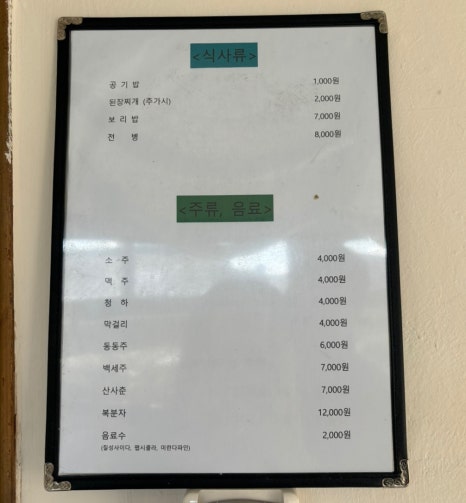 <식사류>
공 기 밥 1,000원
된장찌개 (추가시) 2,000원
보 리 밥 7,000원
전 병 8,000원
<주류, 음료>
소 주 4,000원
맥 주 4,000원
청 하 4,000원
막걸리 4,000원
동동주 6,000원
백세주 7,000원
산사춘 7,000원
복분자 12,000원
음료수 2,000원
(칠성사이다, 펩시콜라, 미린다파인)